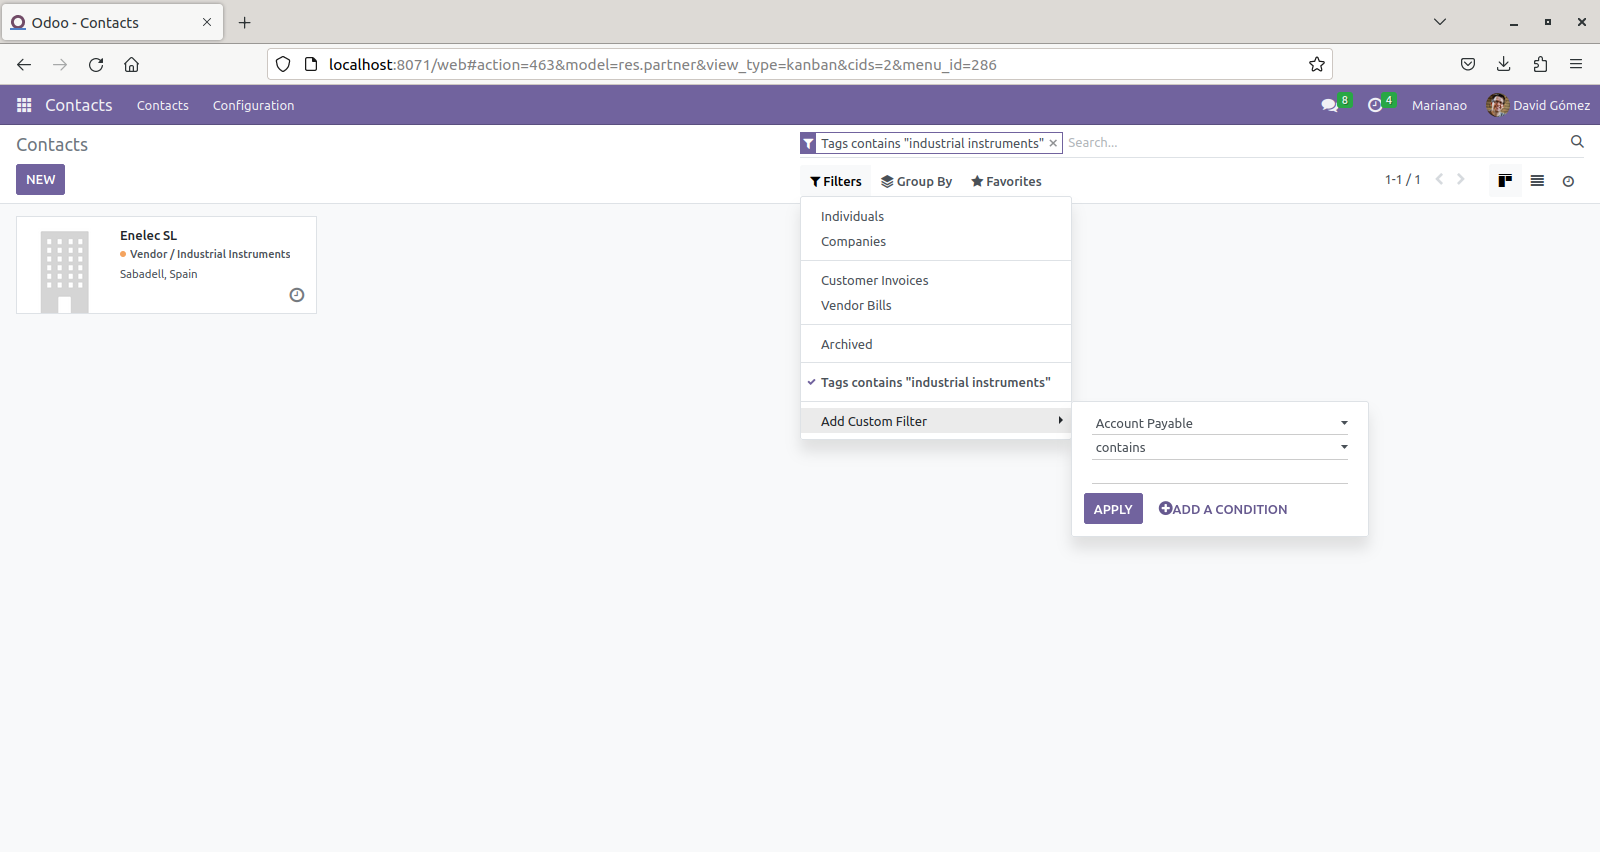 Odoo - Contacts
localhost:8071/web#action=463&model=res.partner&view_type=kanban&cids=2&menu_id=286
Contacts Contacts Configuration 8 4 Marianao David Gómez
Contacts
Tags contains "industrial instruments" Search...
NEW
Filters Group By Favorites 1-1 / 1
Enelec SL
Vendor / Industrial Instruments
Sabadell, Spain
Individuals
Companies
Customer Invoices
Vendor Bills
Archived
Tags contains "industrial instruments"
Add Custom Filter
Account Payable
contains
APPLY ADD A CONDITION